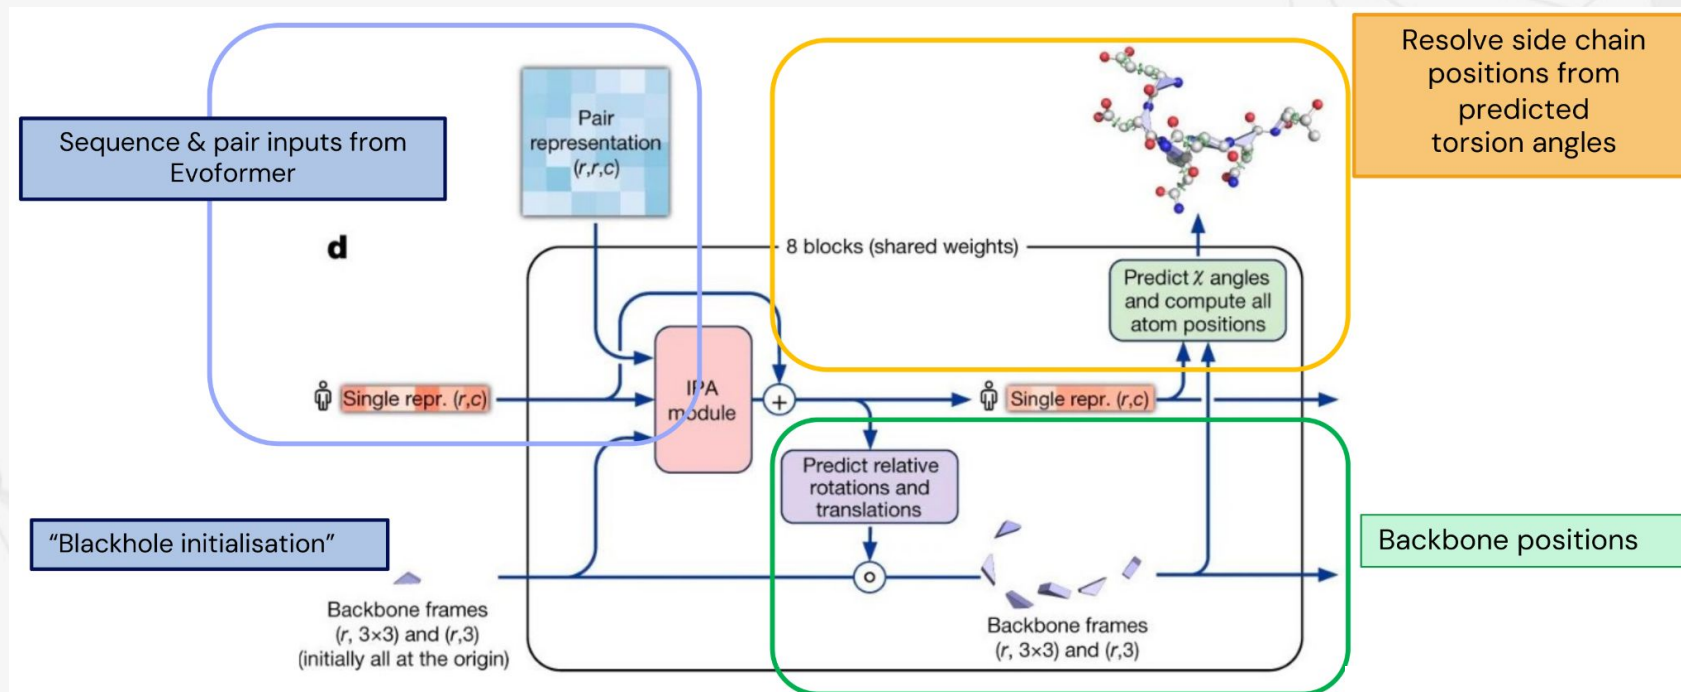 Resolve side chain
positions from
predicted
torsion angles
Sequence & pair inputs from
Evoformer
Pair
representation
(r,r,c)
d
8 blocks (shared weights)
Predict χ angles
and compute all
atom positions
Single repr. (r,c)
IPA
module
+
Single repr. (r,c)
Predict relative
rotations and
translations
"Blackhole initialisation"
Backbone positions
Backbone frames
(r, 3×3) and (r,3)
(initially all at the origin)
Backbone frames
(r, 3×3) and (r,3)